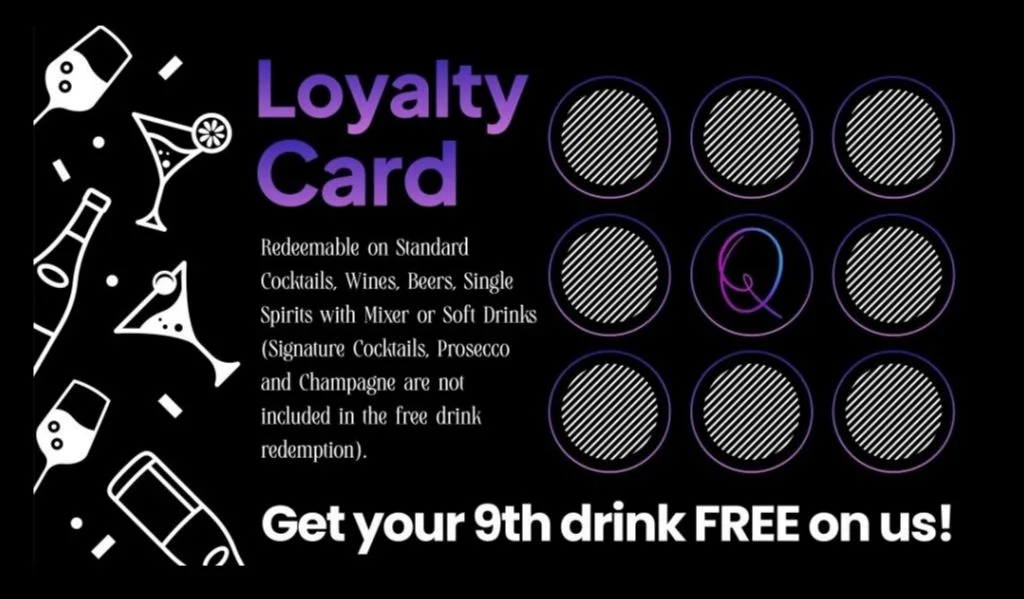 Loyalty
Card
Redeemable on Standard
Cocktails, Wines, Beers, Single
Spirits with Mixer or Soft Drinks
(Signature Cocktails, Prosecco
and Champagne are not
included in the free drink
redemption).
Q
Get your 9th drink FREE on us!